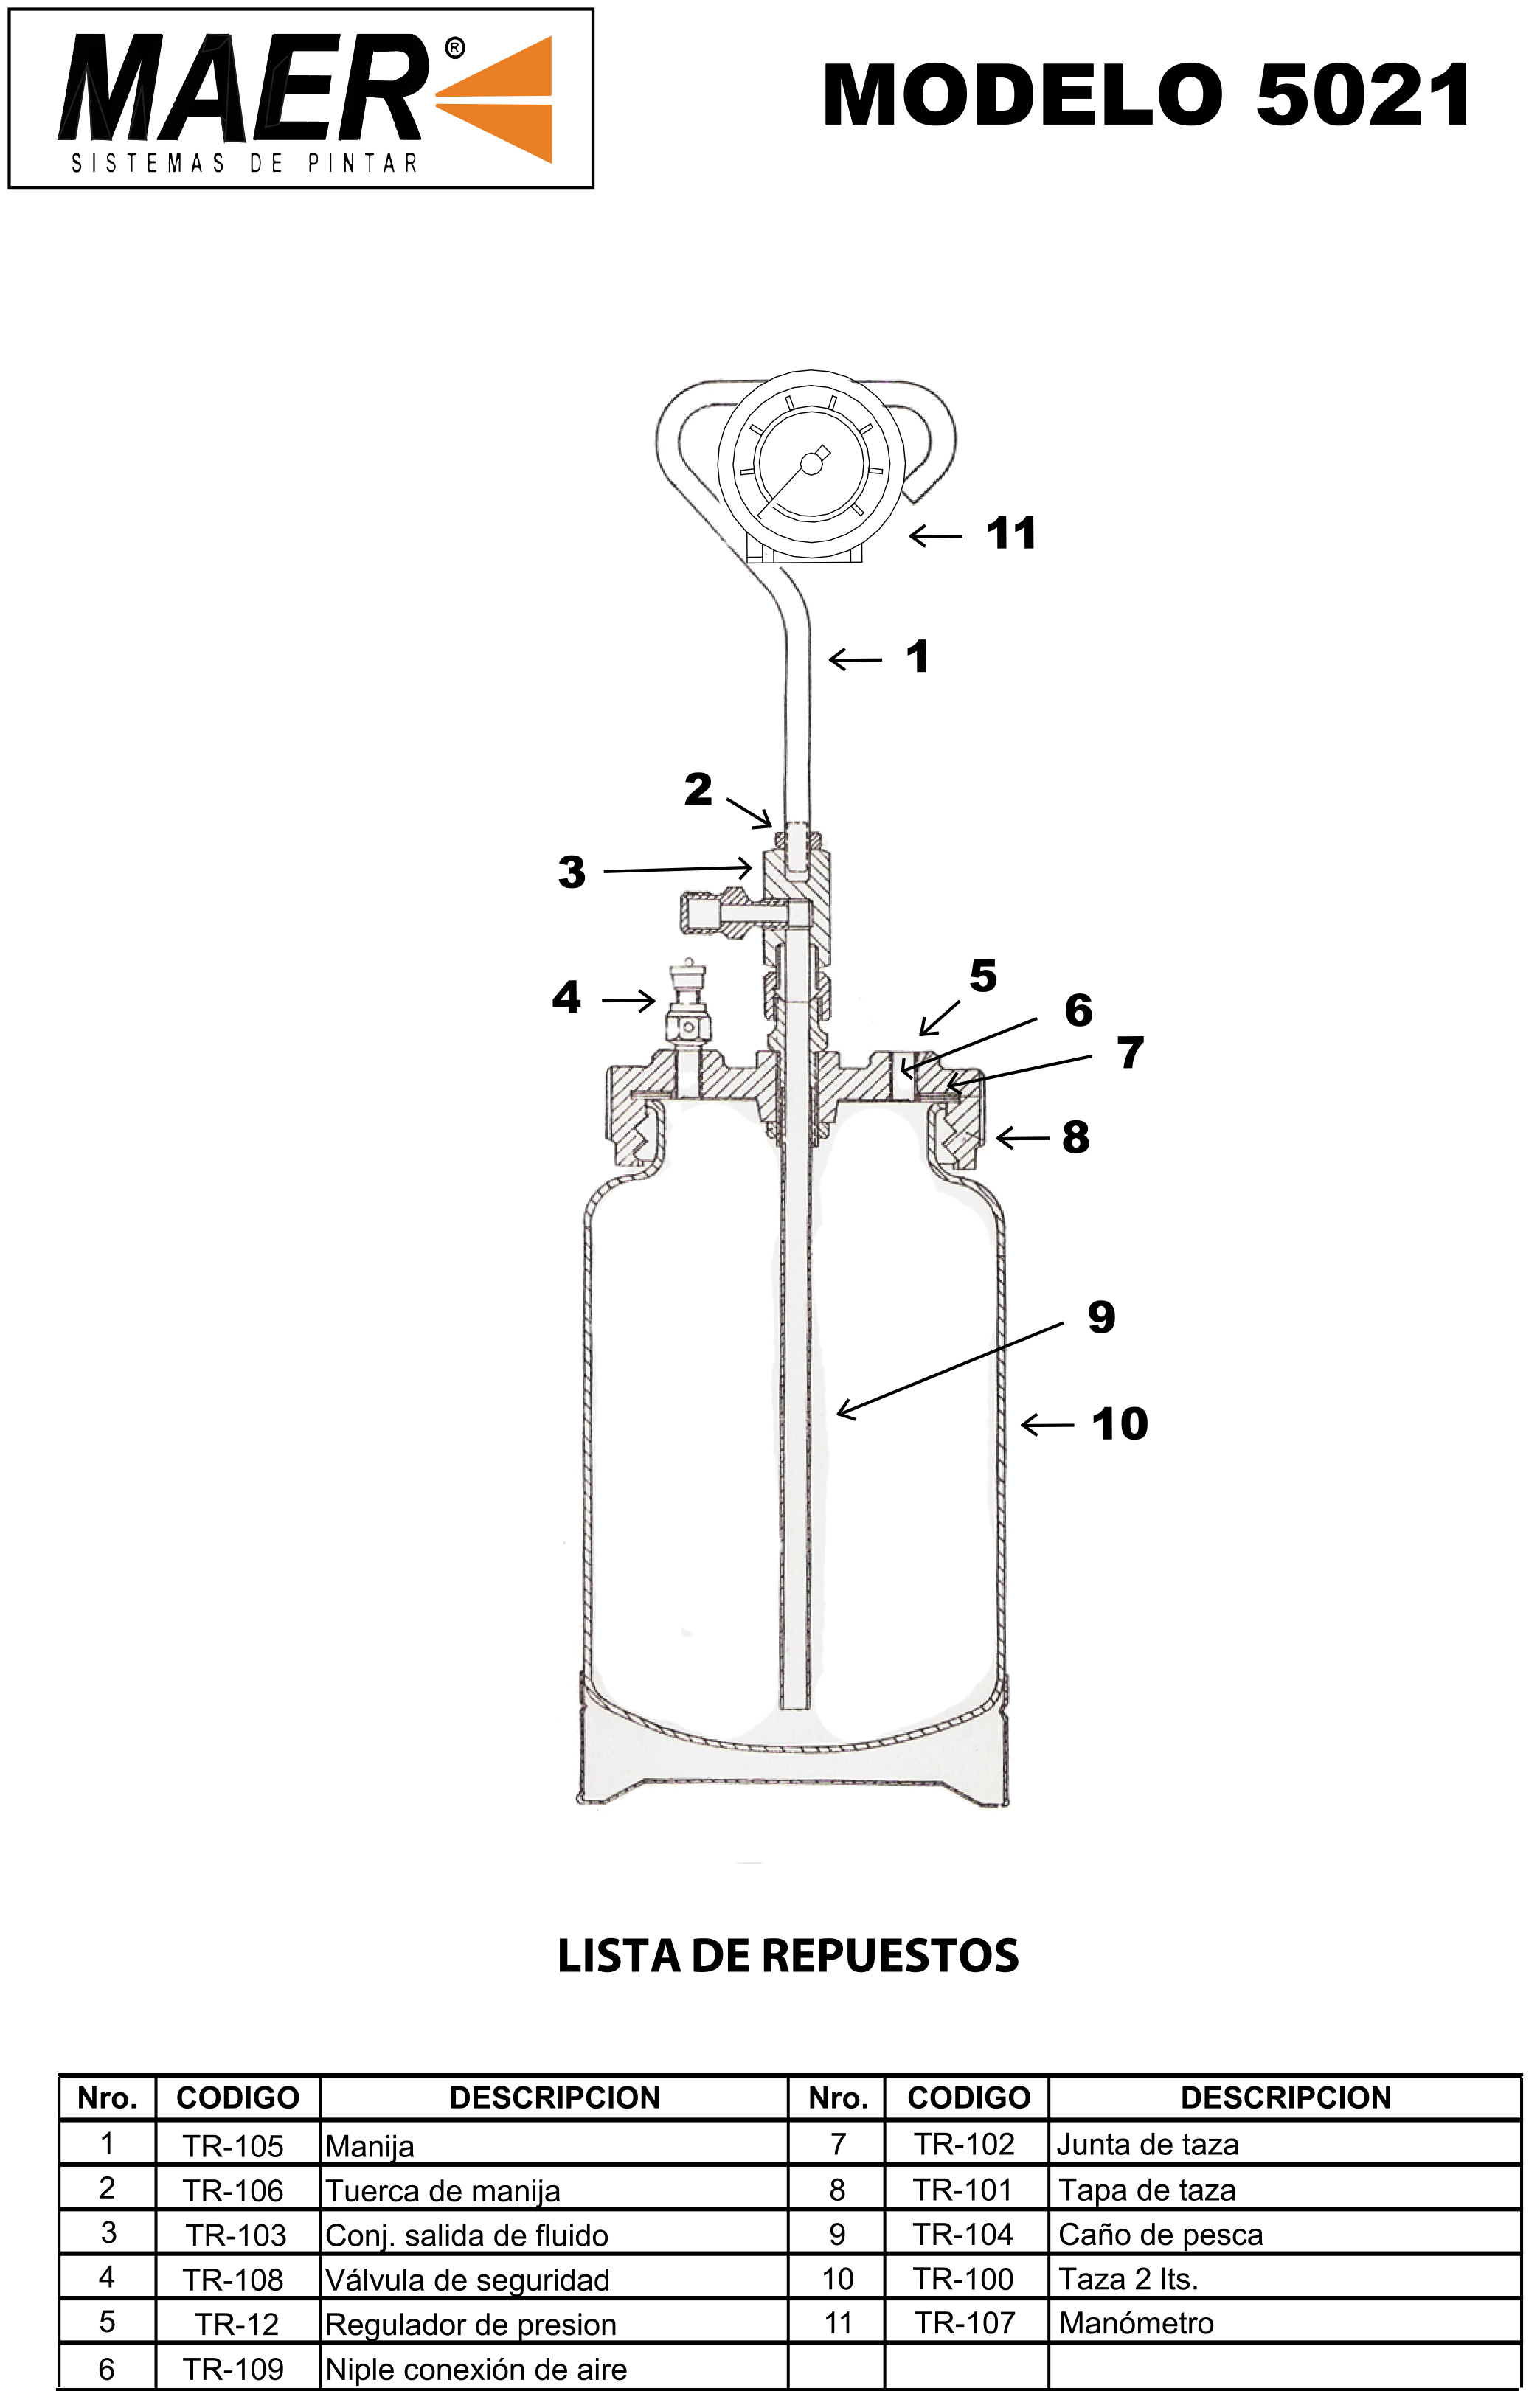 MAER®
SISTEMAS DE PINTAR
MODELO 5021
11
1
2
3
4
5
6
7
8
9
10
LISTA DE REPUESTOS
Nro. CODIGO DESCRIPCION Nro. CODIGO DESCRIPCION
1 TR-105 Manija 7 TR-102 Junta de taza
2 TR-106 Tuerca de manija 8 TR-101 Tapa de taza
3 TR-103 Conj. salida de fluido 9 TR-104 Caño de pesca
4 TR-108 Válvula de seguridad 10 TR-100 Taza 2 lts.
5 TR-12 Regulador de presion 11 TR-107 Manómetro
6 TR-109 Niple conexión de aire